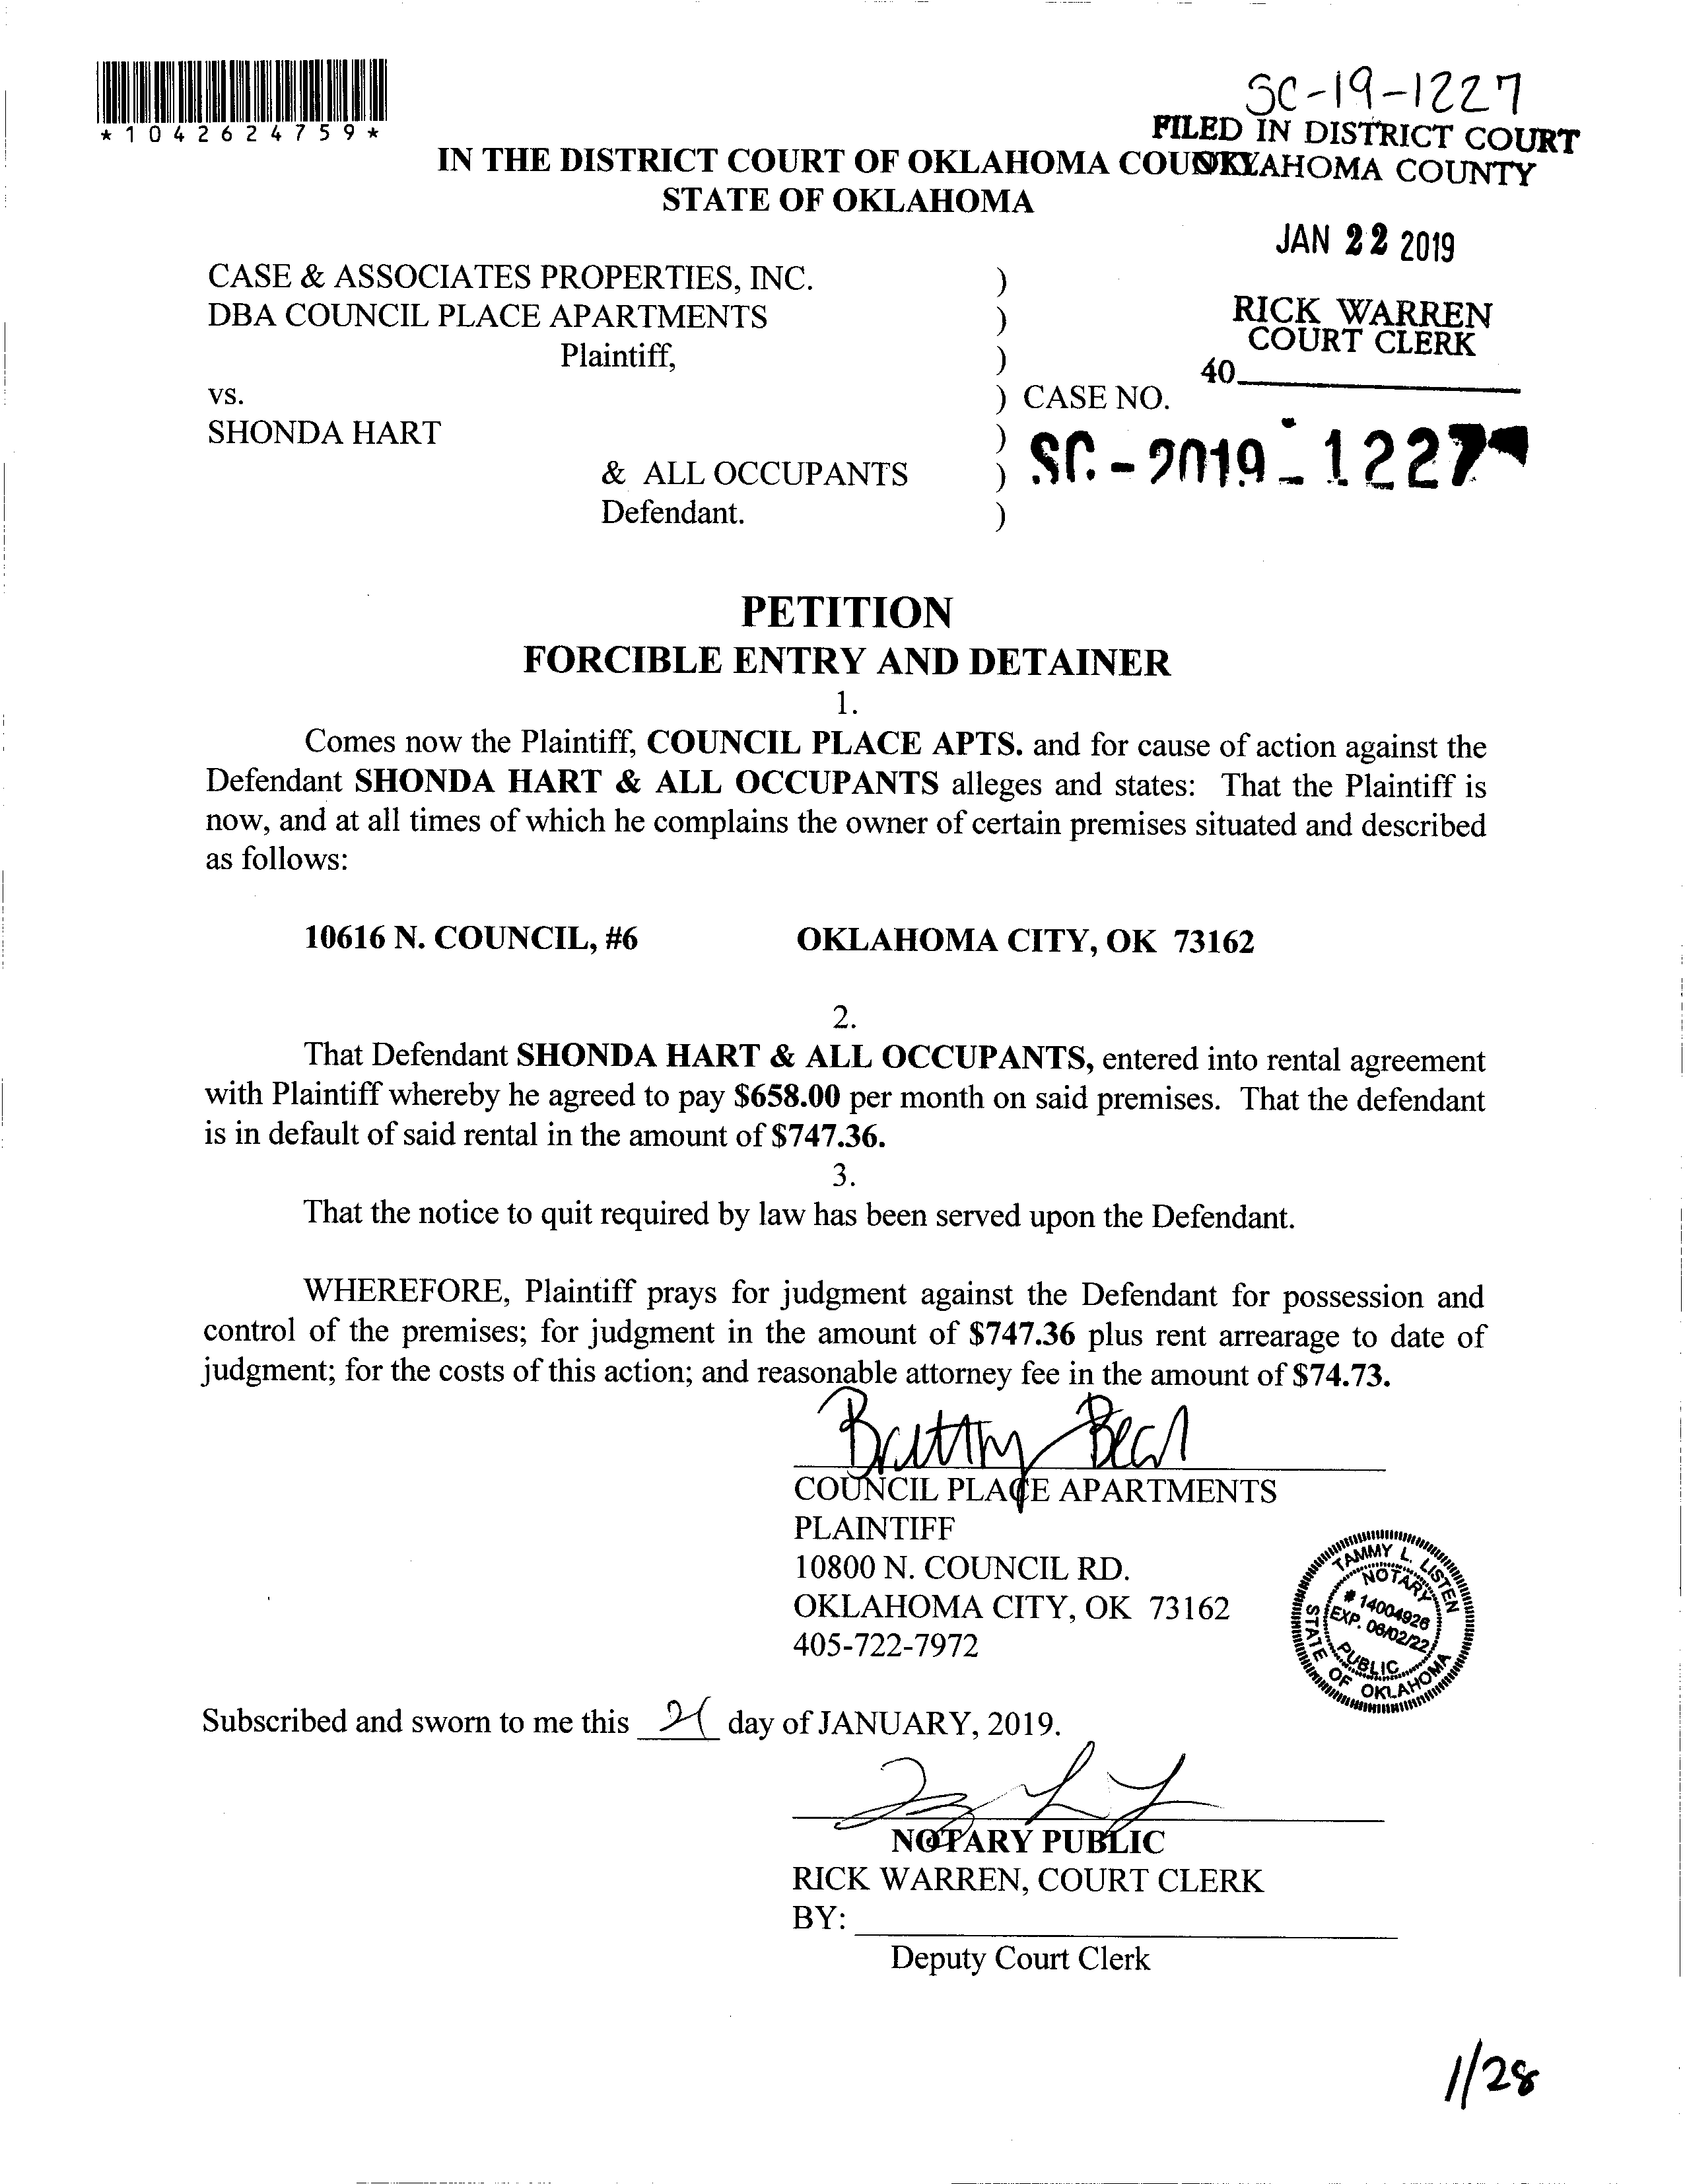 *1042624759*
SC-19-1227
FILED IN DISTRICT COURT
OKLAHOMA COUNTY
IN THE DISTRICT COURT OF OKLAHOMA COUNTY
STATE OF OKLAHOMA
JAN 22 2019
RICK WARREN
COURT CLERK
40
CASE & ASSOCIATES PROPERTIES, INC. )
DBA COUNCIL PLACE APARTMENTS )
Plaintiff, )
vs. ) CASE NO.
SHONDA HART )
& ALL OCCUPANTS ) SC-2019-1227
Defendant. )
PETITION
FORCIBLE ENTRY AND DETAINER
1.
Comes now the Plaintiff, COUNCIL PLACE APTS. and for cause of action against the
Defendant SHONDA HART & ALL OCCUPANTS alleges and states: That the Plaintiff is
now, and at all times of which he complains the owner of certain premises situated and described
as follows:
10616 N. COUNCIL, #6 OKLAHOMA CITY, OK 73162
2.
That Defendant SHONDA HART & ALL OCCUPANTS, entered into rental agreement
with Plaintiff whereby he agreed to pay $658.00 per month on said premises. That the defendant
is in default of said rental in the amount of $747.36.
3.
That the notice to quit required by law has been served upon the Defendant.
WHEREFORE, Plaintiff prays for judgment against the Defendant for possession and
control of the premises; for judgment in the amount of $747.36 plus rent arrearage to date of
judgment; for the costs of this action; and reasonable attorney fee in the amount of $74.73.
COUNCIL PLACE APARTMENTS
PLAINTIFF
10800 N. COUNCIL RD.
OKLAHOMA CITY, OK 73162
405-722-7972
TAMMY L. LISTEN
NOTARY
# 14004926
EXP. 06/02/22
PUBLIC
STATE OF OKLAHOMA
Subscribed and sworn to me this 21 day of JANUARY, 2019.
NOTARY PUBLIC
RICK WARREN, COURT CLERK
BY:
Deputy Court Clerk
1/28